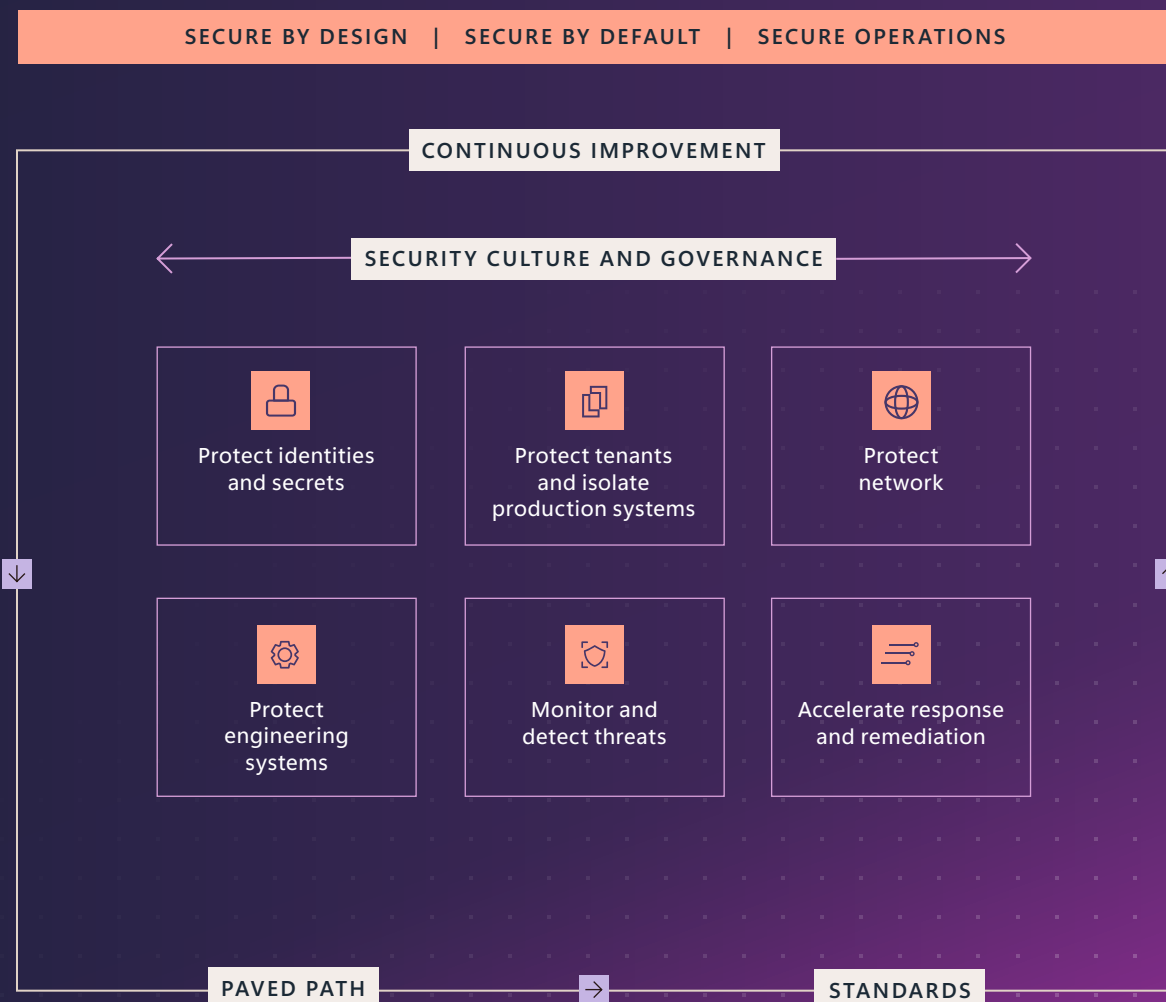 SECURE BY DESIGN | SECURE BY DEFAULT | SECURE OPERATIONS
CONTINUOUS IMPROVEMENT
SECURITY CULTURE AND GOVERNANCE
Protect identities
and secrets
Protect tenants
and isolate
production systems
Protect
network
Protect
engineering
systems
Monitor and
detect threats
Accelerate response
and remediation
PAVED PATH
STANDARDS